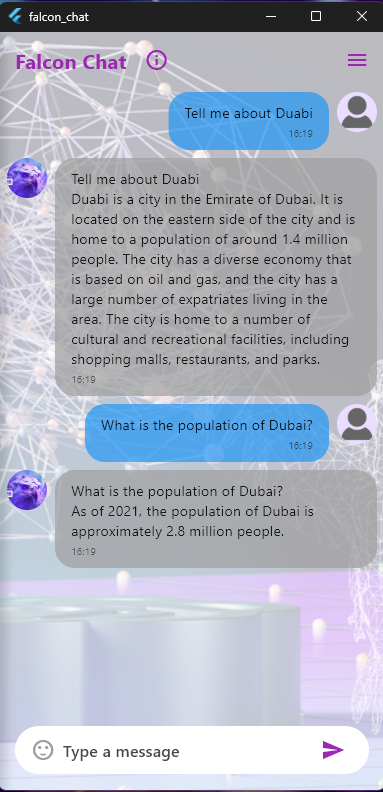 falcon_chat
Falcon Chat
Tell me about Duabi
16:19
Tell me about Duabi
Duabi is a city in the Emirate of Dubai. It is
located on the eastern side of the city and is
home to a population of around 1.4 million
people. The city has a diverse economy that
is based on oil and gas, and the city has a
large number of expatriates living in the
area. The city is home to a number of
cultural and recreational facilities, including
shopping malls, restaurants, and parks.
16:19
What is the population of Dubai?
16:19
What is the population of Dubai?
As of 2021, the population of Dubai is
approximately 2.8 million people.
16:19
Type a message